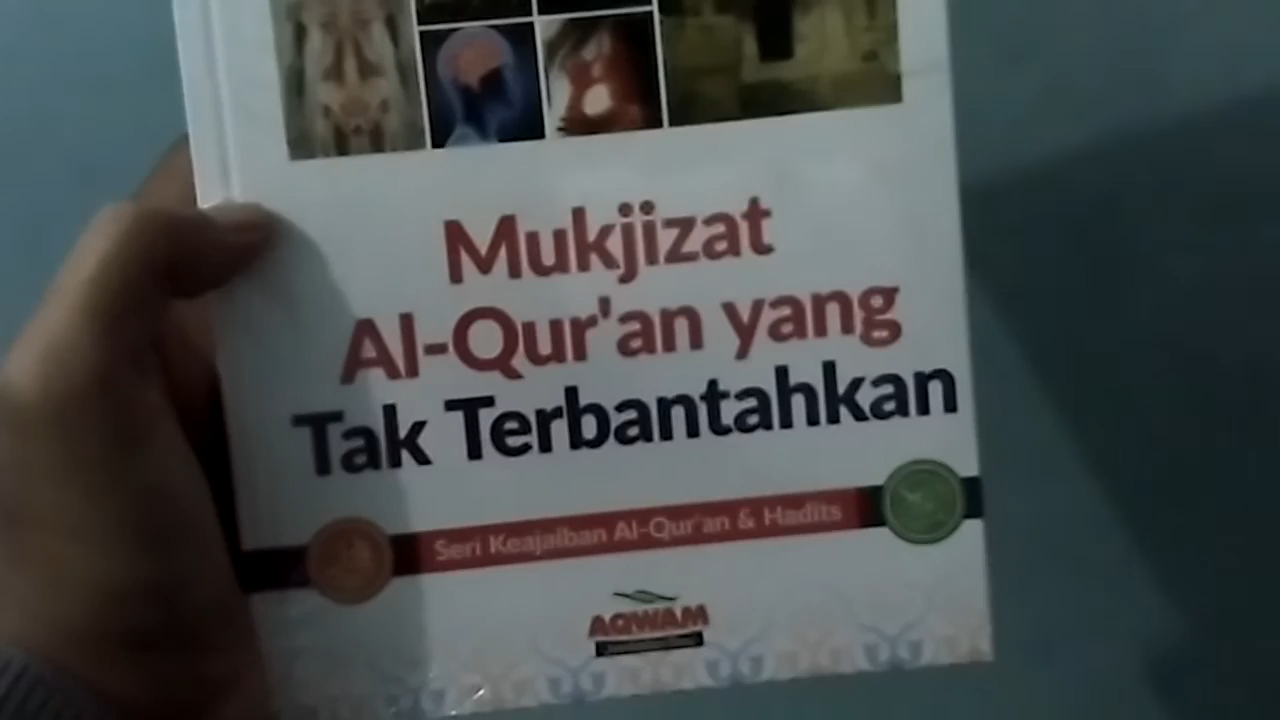 Mukjizat
Al-Qur'an yang
Tak Terbantahkan
Seri Keajaiban Al-Qur'an & Hadits
AQWAM